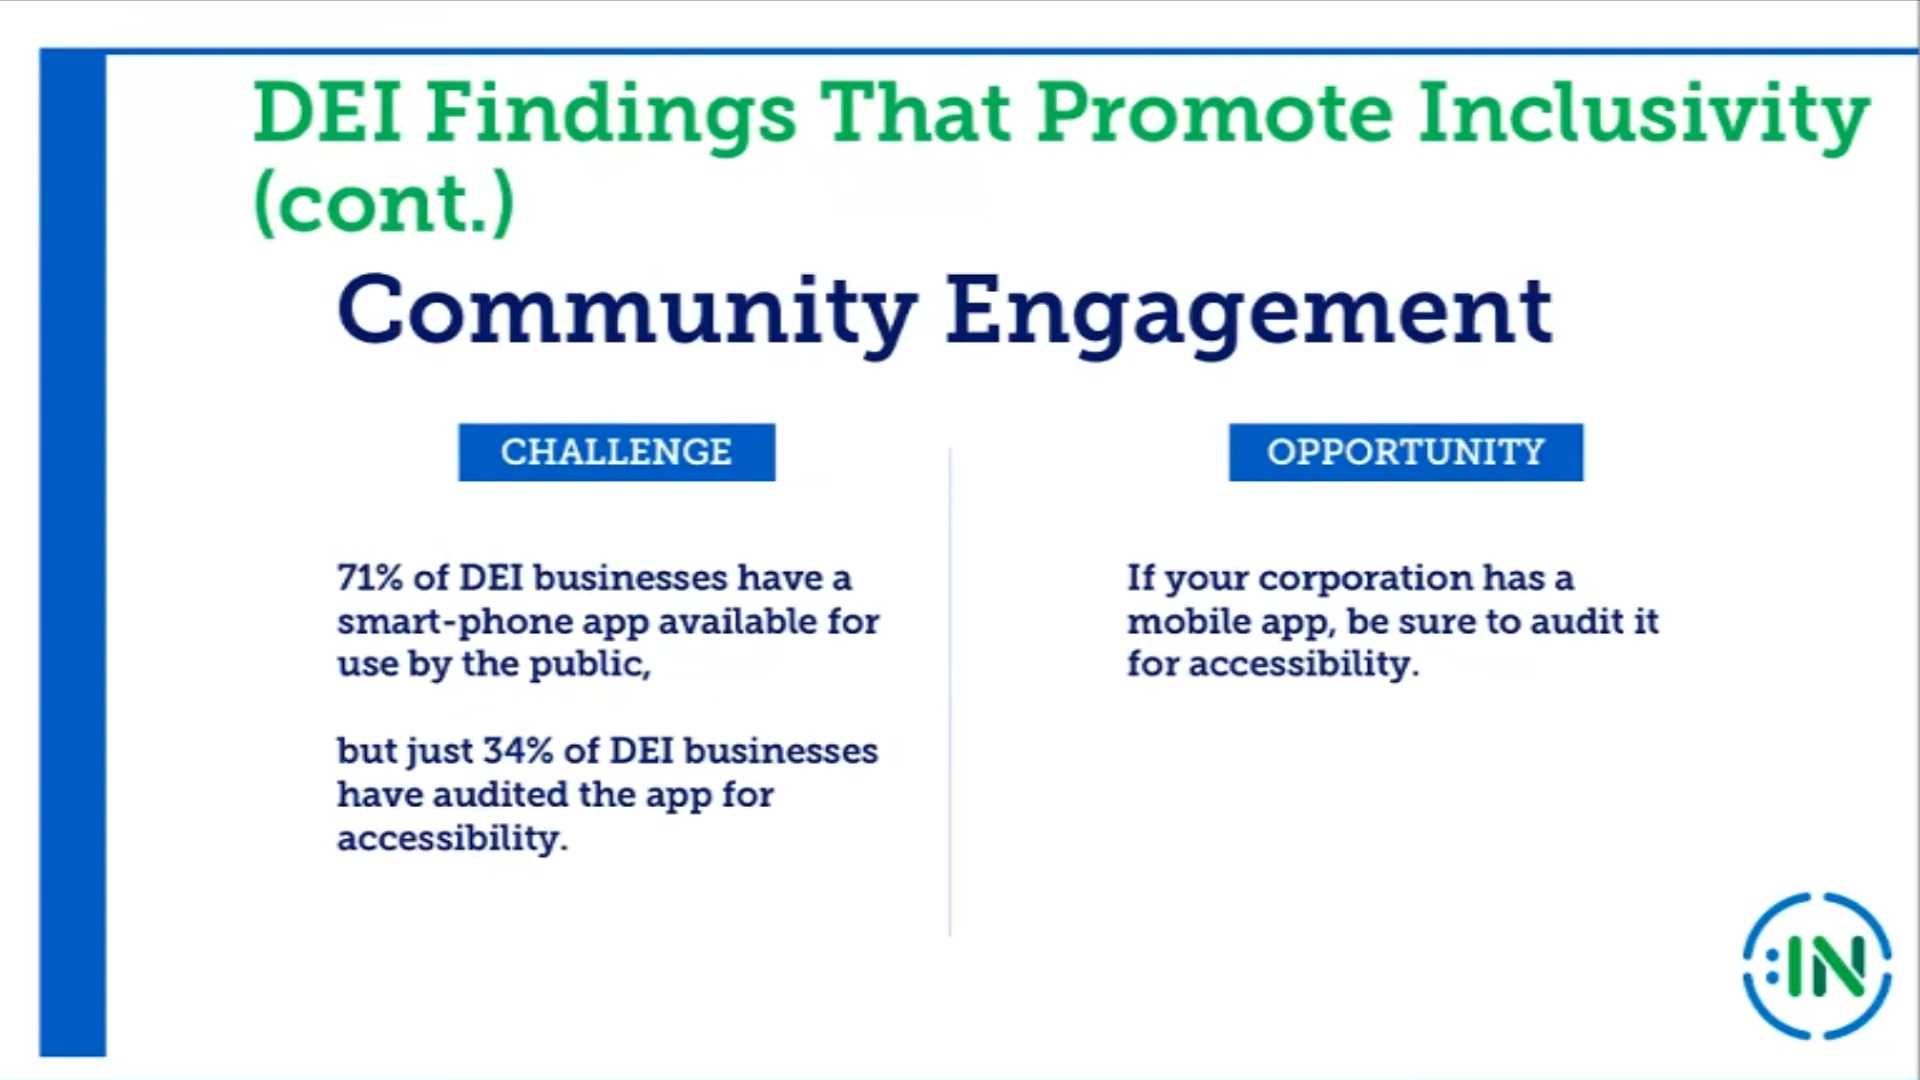 DEI Findings That Promote Inclusivity
(cont.)
Community Engagement
CHALLENGE
71% of DEI businesses have a
smart-phone app available for
use by the public,
but just 34% of DEI businesses
have audited the app for
accessibility.
OPPORTUNITY
If your corporation has a
mobile app, be sure to audit it
for accessibility.
:IN